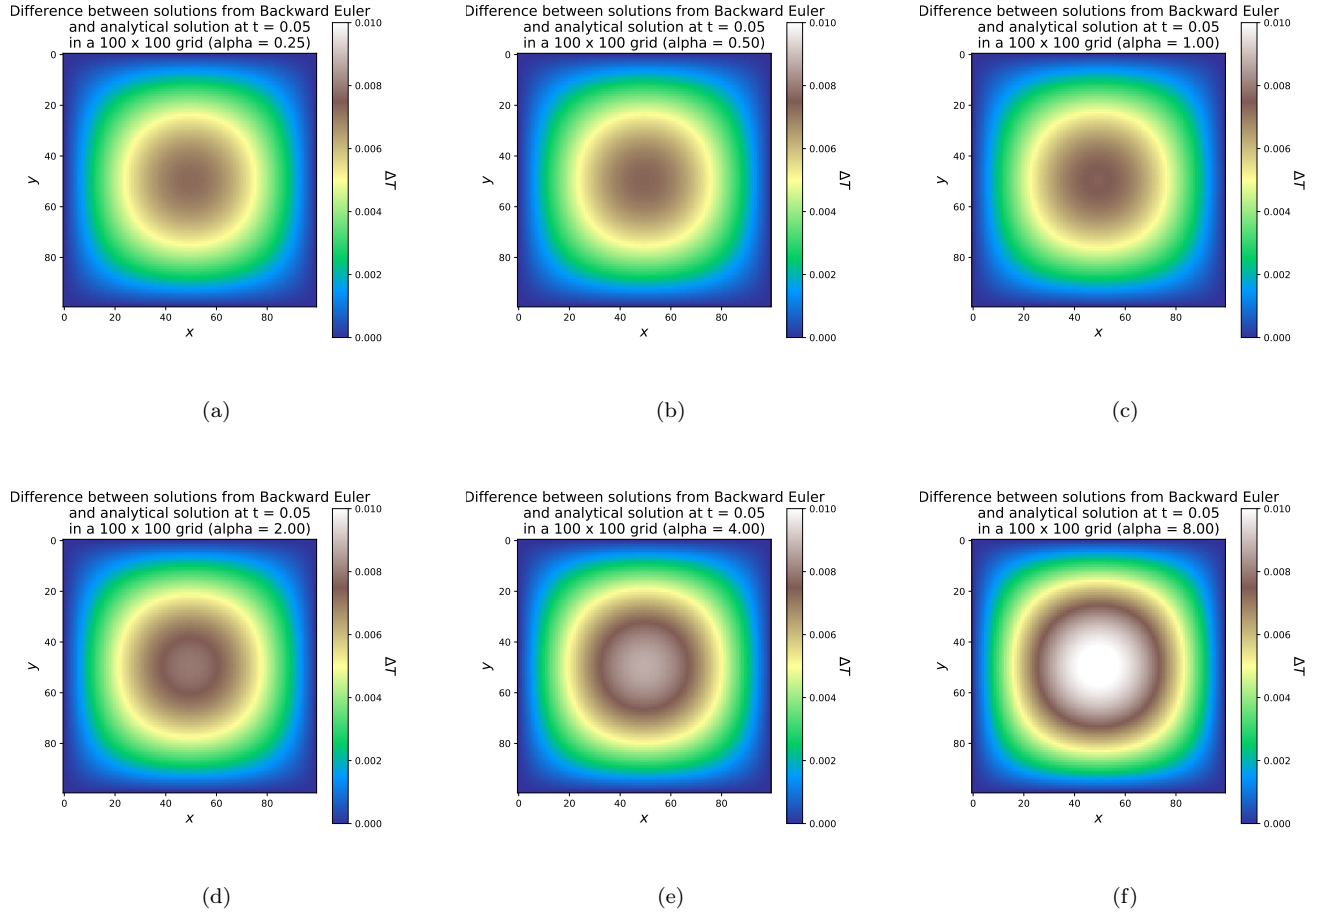 Difference between solutions from Backward Euler
and analytical solution at t = 0.05
in a 100 x 100 grid (alpha = 0.25)
0
20
40
60
80
y
0 20 40 60 80
x
0.010
0.008
0.006
0.004
0.002
0.000
ΔT
(a)
Difference between solutions from Backward Euler
and analytical solution at t = 0.05
in a 100 x 100 grid (alpha = 0.50)
0
20
40
60
80
y
0 20 40 60 80
x
0.010
0.008
0.006
0.004
0.002
0.000
ΔT
(b)
Difference between solutions from Backward Euler
and analytical solution at t = 0.05
in a 100 x 100 grid (alpha = 1.00)
0
20
40
60
80
y
0 20 40 60 80
x
0.010
0.008
0.006
0.004
0.002
0.000
ΔT
(c)
Difference between solutions from Backward Euler
and analytical solution at t = 0.05
in a 100 x 100 grid (alpha = 2.00)
0
20
40
60
80
y
0 20 40 60 80
x
0.010
0.008
0.006
0.004
0.002
0.000
ΔT
(d)
Difference between solutions from Backward Euler
and analytical solution at t = 0.05
in a 100 x 100 grid (alpha = 4.00)
0
20
40
60
80
y
0 20 40 60 80
x
0.010
0.008
0.006
0.004
0.002
0.000
ΔT
(e)
Difference between solutions from Backward Euler
and analytical solution at t = 0.05
in a 100 x 100 grid (alpha = 8.00)
0
20
40
60
80
y
0 20 40 60 80
x
0.010
0.008
0.006
0.004
0.002
0.000
ΔT
(f)